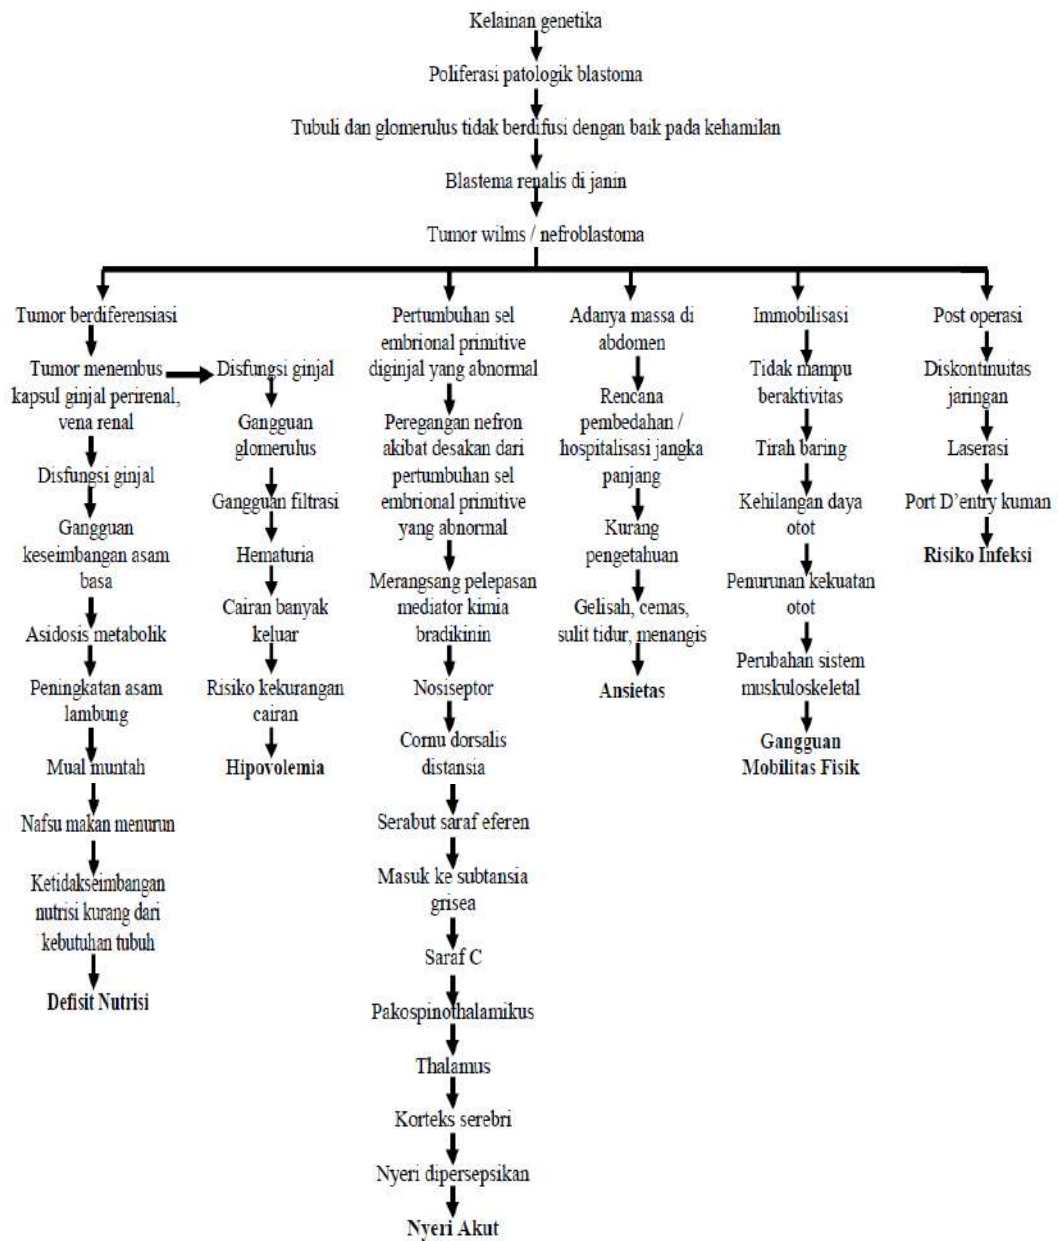 Kelainan genetika
Poliferasi patologik blastoma
Tubuli dan glomerulus tidak berdifusi dengan baik pada kehamilan
Blastema renalis di janin
Tumor wilms / nefroblastoma
Tumor berdiferensiasi
Tumor menembus
kapsul ginjal perirenal,
vena renal
Disfungsi ginjal
Gangguan
keseimbangan asam
basa
Asidosis metabolik
Peningkatan asam
lambung
Mual muntah
Nafsu makan menurun
Ketidakseimbangan
nutrisi kurang dari
kebutuhan tubuh
Defisit Nutrisi
Disfungsi ginjal
Gangguan
glomerulus
Gangguan filtrasi
Hematuria
Cairan banyak
keluar
Risiko kekurangan
cairan
Hipovolemia
Pertumbuhan sel
embrional primitive
diginjal yang abnormal
Peregangan nefron
akibat desakan dari
pertumbuhan sel
embrional primitive
yang abnormal
Merangsang pelepasan
mediator kimia
bradikinin
Nosiseptor
Cornu dorsalis
distansia
Serabut saraf eferen
Masuk ke subtansia
grisea
Saraf C
Pakospinothalamikus
Thalamus
Korteks serebri
Nyeri dipersepsikan
Nyeri Akut
Adanya massa di
abdomen
Rencana
pembedahan /
hospitalisasi jangka
panjang
Kurang
pengetahuan
Gelisah, cemas,
sulit tidur, menangis
Ansietas
Immobilisasi
Tidak mampu
beraktivitas
Tirah baring
Kehilangan daya
otot
Penurunan kekuatan
otot
Perubahan sistem
muskuloskeletal
Gangguan
Mobilitas Fisik
Post operasi
Diskontinuitas
jaringan
Laserasi
Port D’entry kuman
Risiko Infeksi